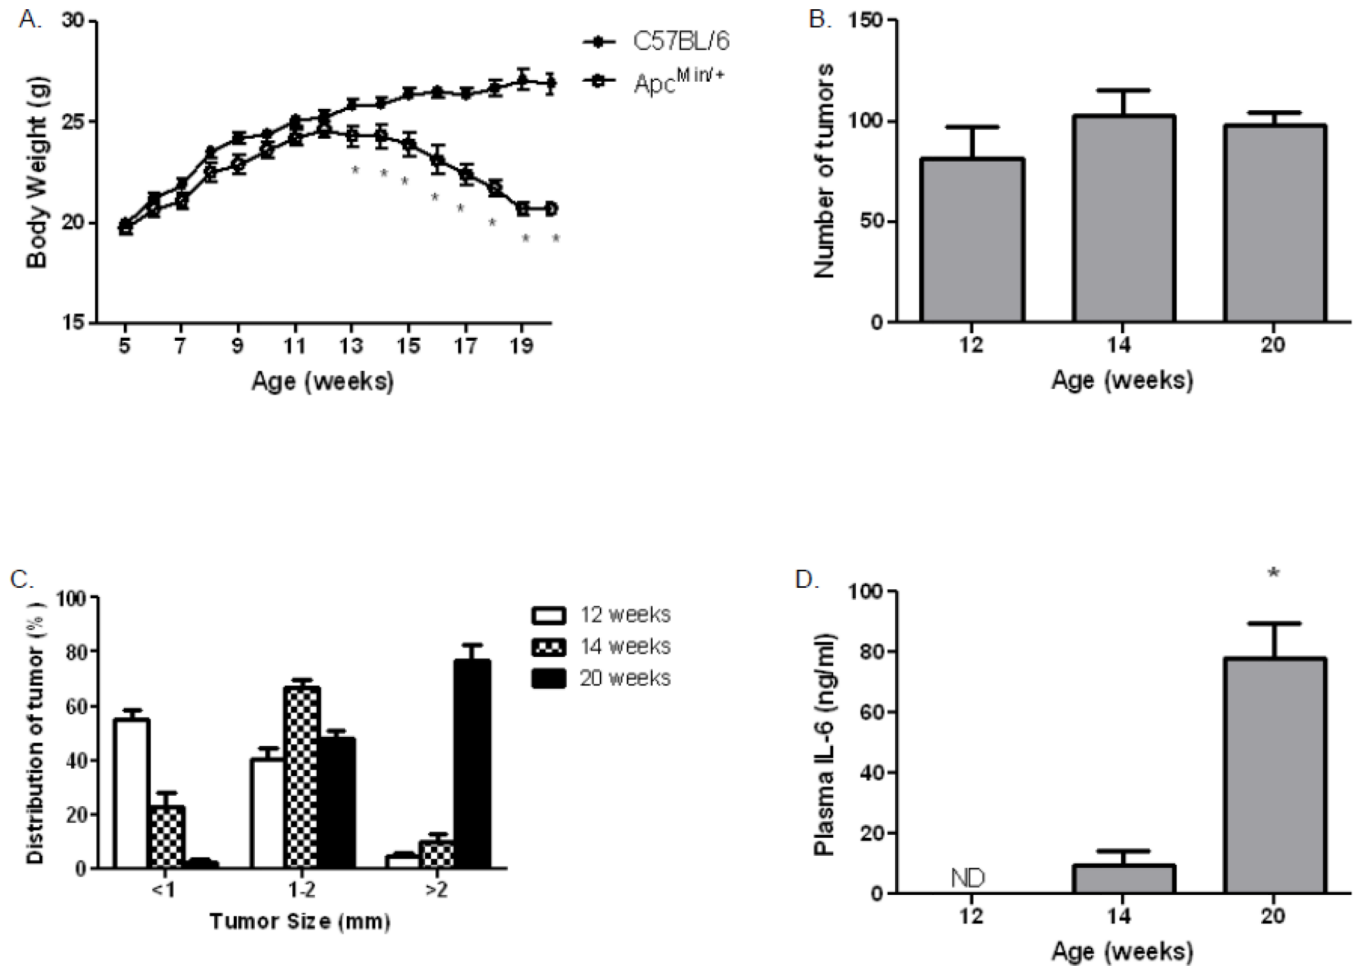 A.
30
25
20
15
Body Weight (g)
5 7 9 11 13 15 17 19
Age (weeks)
C57BL/6
Apc^Min/+
* * * * * * * *
B.
150
100
50
0
Number of tumors
12 14 20
Age (weeks)
C.
100
80
60
40
20
0
Distribution of tumor (%)
<1 1-2 >2
Tumor Size (mm)
12 weeks
14 weeks
20 weeks
D.
100
80
60
40
20
0
Plasma IL-6 (ng/ml)
*
ND
12 14 20
Age (weeks)